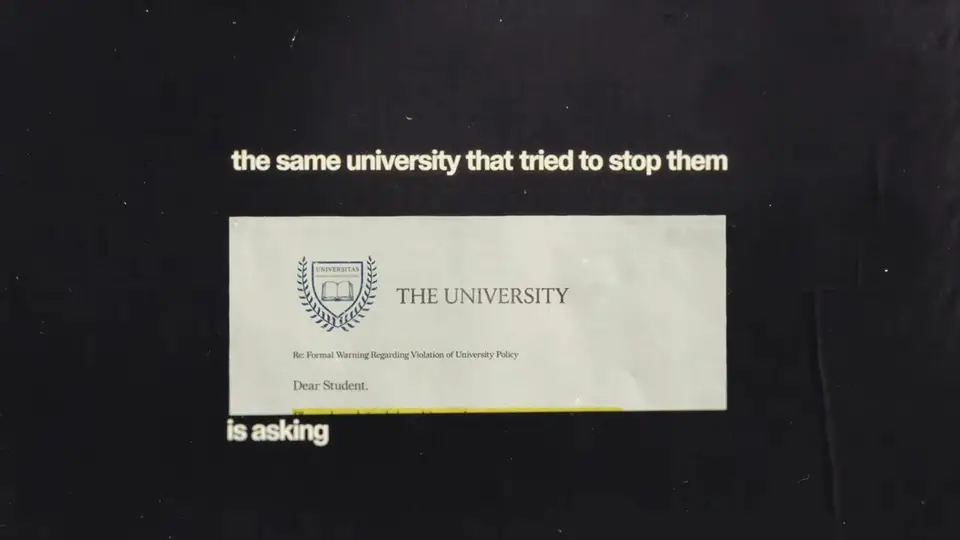 the same university that tried to stop them
UNIVERSITAS
THE UNIVERSITY
Re: Formal Warning Regarding Violation of University Policy
Dear Student,
is asking